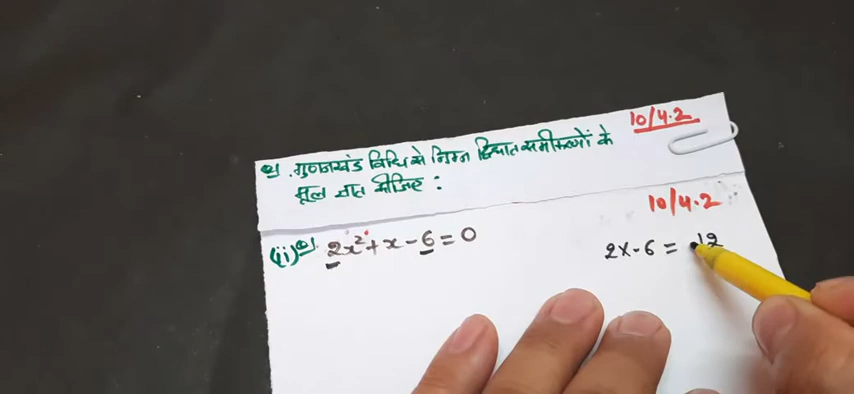 10/4.2
Q. गुणनखंड विधि से निम्न द्विघात समीकरणों के
मूल ज्ञात कीजिए :
10/4.2
(ii) Q. 2x²+x-6=0
2x-6 = -12